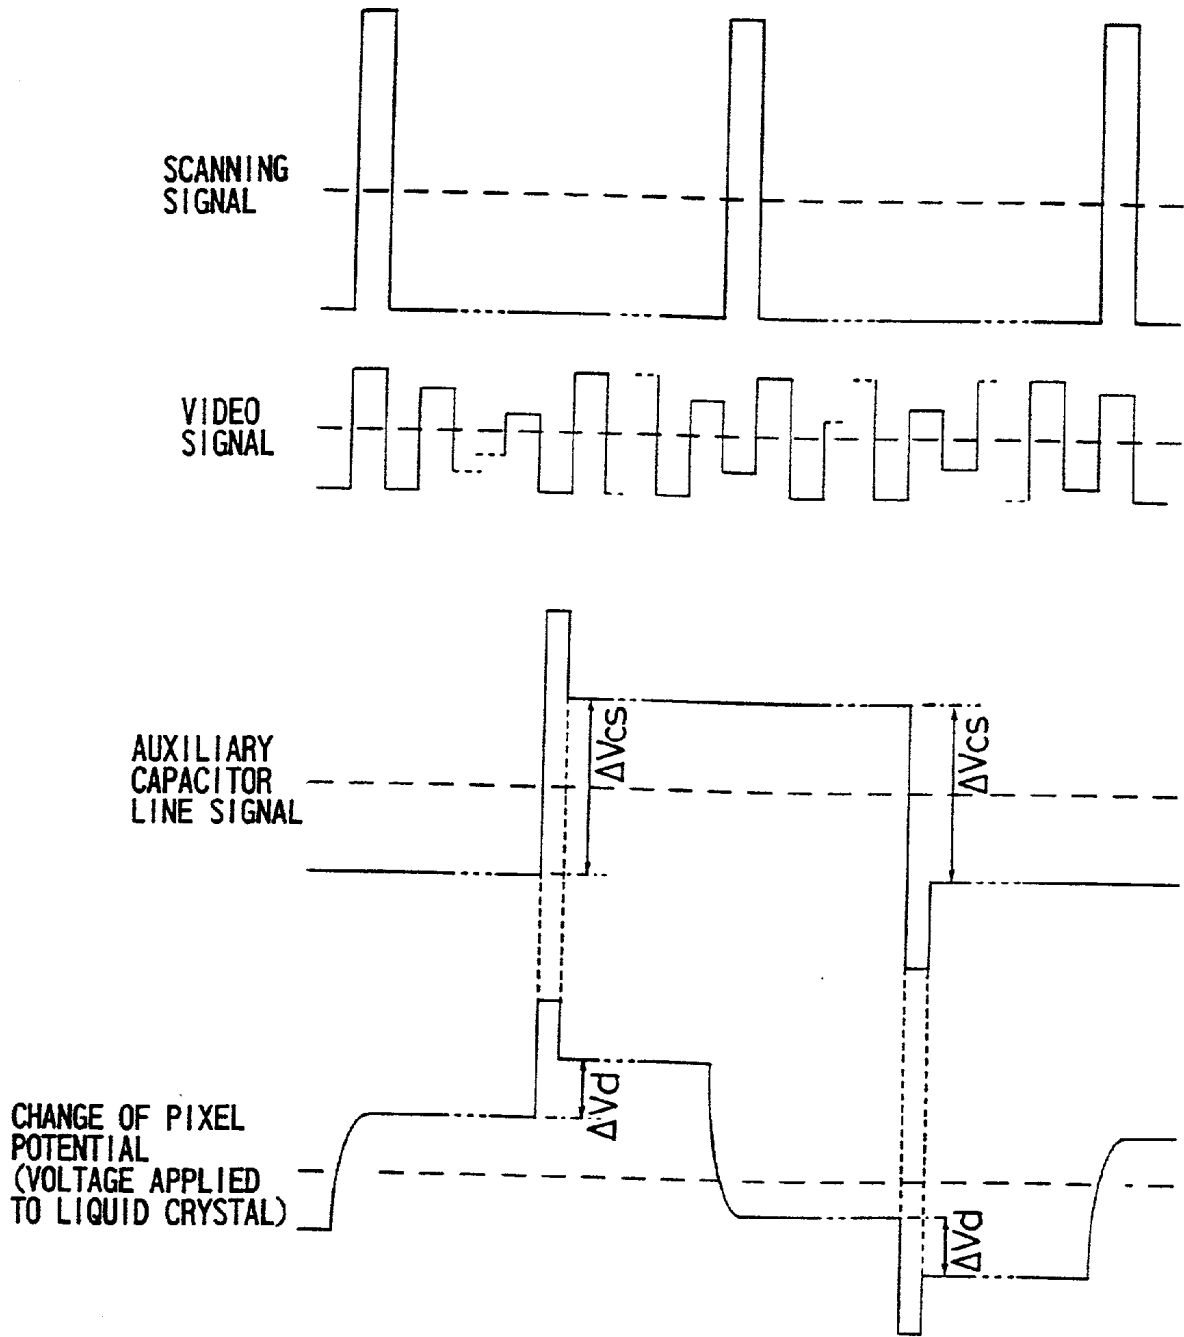 SCANNING
SIGNAL
VIDEO
SIGNAL
AUXILIARY
CAPACITOR
LINE SIGNAL
ΔVcs
ΔVcs
CHANGE OF PIXEL
POTENTIAL
(VOLTAGE APPLIED
TO LIQUID CRYSTAL)
ΔVd
ΔVd